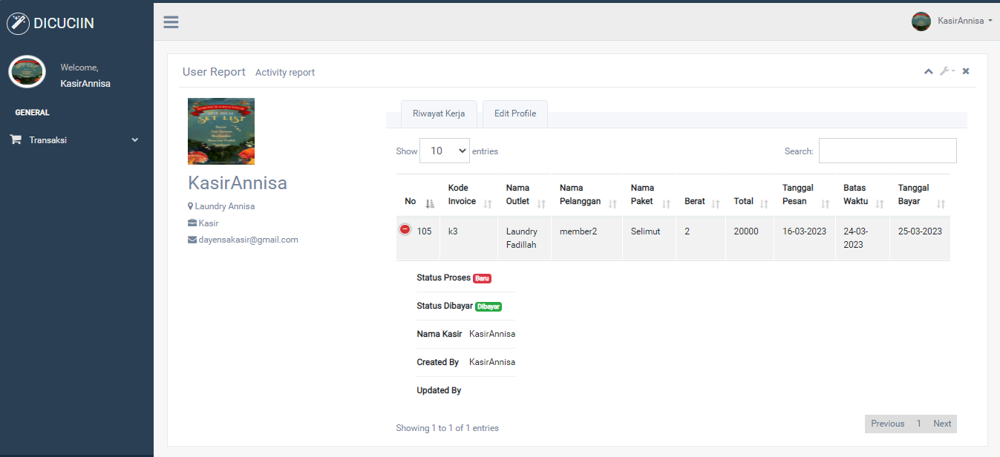 DICUCIIN
KasirAnnisa
Welcome,
KasirAnnisa
GENERAL
Transaksi
User Report Activity report
SET LIST
KasirAnnisa
Laundry Annisa
Kasir
dayensakasir@gmail.com
Riwayat Kerja Edit Profile
Show 10 entries Search:
No Kode Invoice Nama Outlet Nama Pelanggan Nama Paket Berat Total Tanggal Pesan Batas Waktu Tanggal Bayar
105 k3 Laundry Fadillah member2 Selimut 2 20000 16-03-2023 24-03-2023 25-03-2023
Status Proses Baru
Status Dibayar Dibayar
Nama Kasir KasirAnnisa
Created By KasirAnnisa
Updated By
Showing 1 to 1 of 1 entries
Previous 1 Next